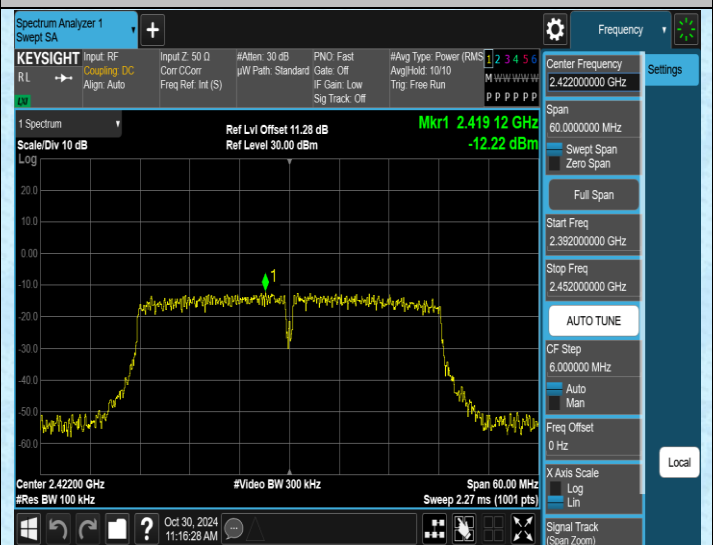 Spectrum Analyzer 1
Swept SA
+
Frequency
KEYSIGHT
RL
LXI
Input: RF
Coupling: DC
Align: Auto
Input Z: 50 Ω
Corr CCorr
Freq Ref: Int (S)
#Atten: 30 dB
µW Path: Standard
PNO: Fast
Gate: Off
IF Gain: Low
Sig Track: Off
#Avg Type: Power (RMS
Avg|Hold: 10/10
Trig: Free Run
1 2 3 4 5 6
M W W W W W
P P P P P P
1 Spectrum
Scale/Div 10 dB
Ref Lvl Offset 11.28 dB
Ref Level 30.00 dBm
Mkr1 2.419 12 GHz
-12.22 dBm
Log
20.0
10.0
0.00
-10.0
-20.0
-30.0
-40.0
-50.0
-60.0
1
Center 2.42200 GHz
#Res BW 100 kHz
#Video BW 300 kHz
Span 60.00 MHz
Sweep 2.27 ms (1001 pts)
?
Oct 30, 2024
11:16:28 AM
Center Frequency
2.422000000 GHz
Settings
Span
60.0000000 MHz
Swept Span
Zero Span
Full Span
Start Freq
2.392000000 GHz
Stop Freq
2.452000000 GHz
AUTO TUNE
CF Step
6.000000 MHz
Auto
Man
Freq Offset
0 Hz
X Axis Scale
Log
Lin
Local
Signal Track
(Span Zoom)